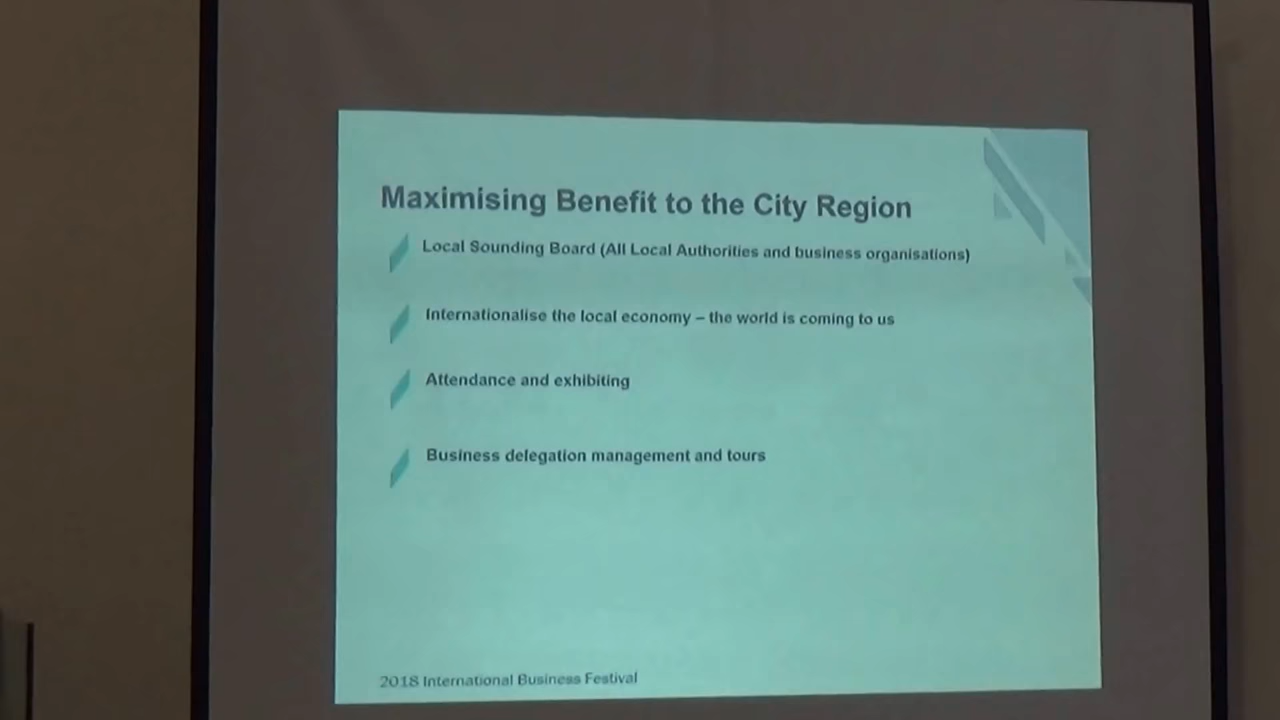 Maximising Benefit to the City Region
Local Sounding Board (All Local Authorities and business organisations)
Internationalise the local economy – the world is coming to us
Attendance and exhibiting
Business delegation management and tours
2018 International Business Festival